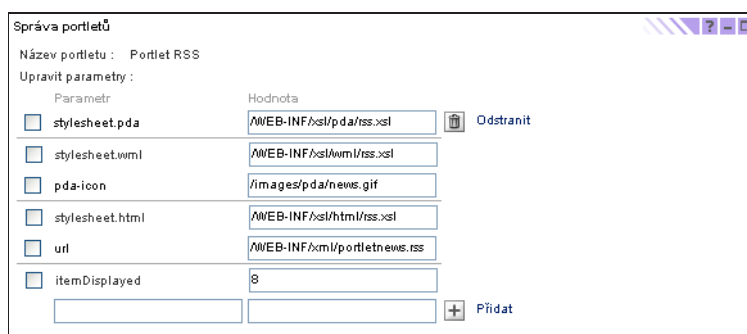 Správa portletů ?
Název portletu : Portlet RSS
Upravit parametry :
Parametr Hodnota
stylesheet.pda /WEB-INF/xsl/pda/rss.xsl Odstranit
stylesheet.wml /WEB-INF/xsl/wml/rss.xsl
pda-icon /images/pda/news.gif
stylesheet.html /WEB-INF/xsl/html/rss.xsl
url /WEB-INF/xml/portletnews.rss
itemDisplayed 8
Přidat